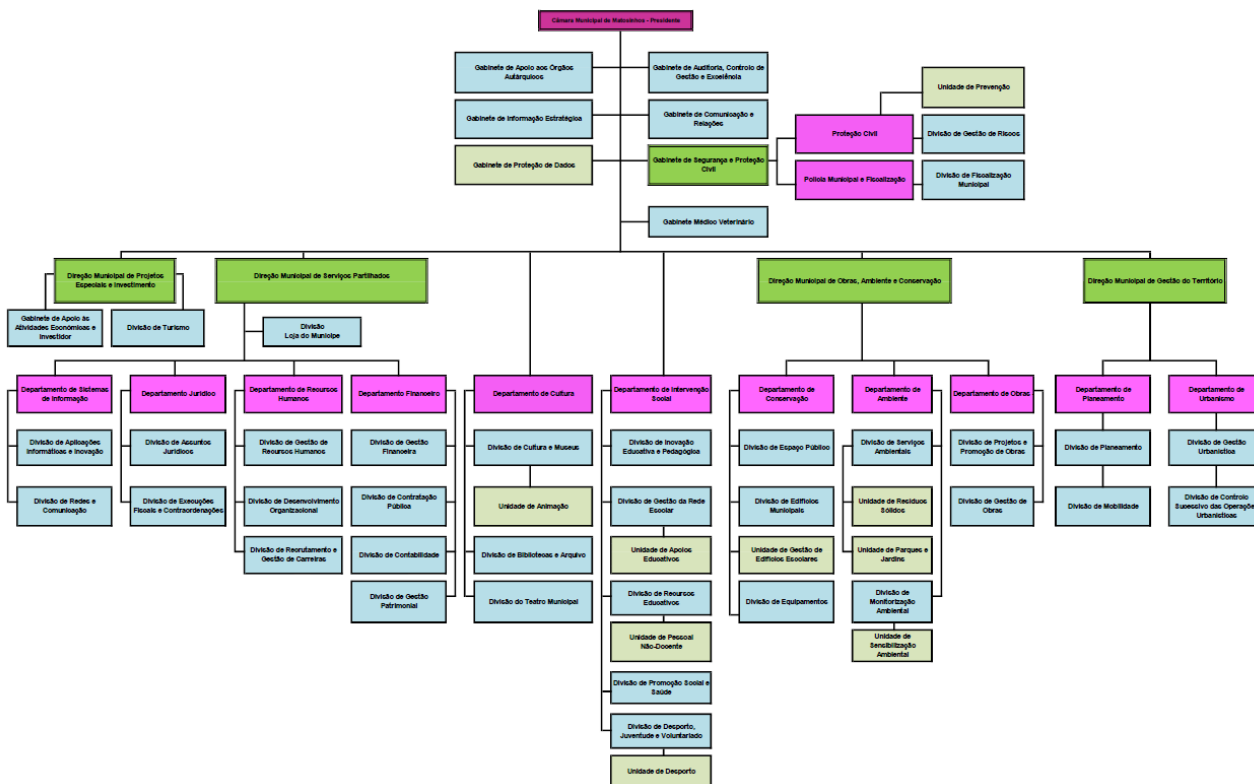 Câmara Municipal de Matosinhos - Presidente
Gabinete de Apoio aos Órgãos
Autárquicos
Gabinete de Auditoria, Controlo de
Gestão e Excelência
Unidade de Prevenção
Gabinete de Informação Estratégica
Gabinete de Comunicação e
Relações
Proteção Civil
Divisão de Gestão de Riscos
Gabinete de Proteção de Dados
Gabinete de Segurança e Proteção
Civil
Polícia Municipal e Fiscalização
Divisão de Fiscalização
Municipal
Gabinete Médico Veterinário
Direção Municipal de Projetos
Especiais e Investimento
Direção Municipal de Serviços Partilhados
Direção Municipal de Obras, Ambiente e Conservação
Direção Municipal de Gestão do Território
Gabinete de Apoio às
Atividades Económicas e
Investidor
Divisão de Turismo
Divisão
Loja do Munícipe
Departamento de Sistemas
de Informação
Departamento Jurídico
Departamento de Recursos
Humanos
Departamento Financeiro
Departamento de Cultura
Departamento de Intervenção
Social
Departamento de
Conservação
Departamento de
Ambiente
Departamento de Obras
Departamento de
Planeamento
Departamento de
Urbanismo
Divisão de Aplicações
Informáticas e Inovação
Divisão de Assuntos
Jurídicos
Divisão de Gestão de
Recursos Humanos
Divisão de Gestão
Financeira
Divisão de Cultura e Museus
Divisão de Inovação
Educativa e Pedagógica
Divisão de Espaço Público
Divisão de Serviços
Ambientais
Divisão de Projetos e
Promoção de Obras
Divisão de Planeamento
Divisão de Gestão
Urbanística
Divisão de Redes e
Comunicação
Divisão de Execuções
Fiscais e Contraordenações
Divisão de Desenvolvimento
Organizacional
Divisão de Contratação
Pública
Unidade de Animação
Divisão de Gestão da Rede
Escolar
Divisão de Edifícios
Municipais
Unidade de Resíduos
Sólidos
Divisão de Gestão de
Obras
Divisão de Mobilidade
Divisão de Controlo
Sucessivo das Operações
Urbanísticas
Divisão de Recrutamento e
Gestão de Carreiras
Divisão de Contabilidade
Divisão de Bibliotecas e Arquivo
Unidade de Apoios
Educativos
Unidade de Gestão de
Edifícios Escolares
Unidade de Parques e
Jardins
Divisão de Gestão
Patrimonial
Divisão do Teatro Municipal
Divisão de Recursos
Educativos
Divisão de Equipamentos
Divisão de
Monitorização
Ambiental
Unidade de Pessoal
Não-Docente
Unidade de
Sensibilização
Ambiental
Divisão de Promoção Social e
Saúde
Divisão de Desporto,
Juventude e Voluntariado
Unidade de Desporto